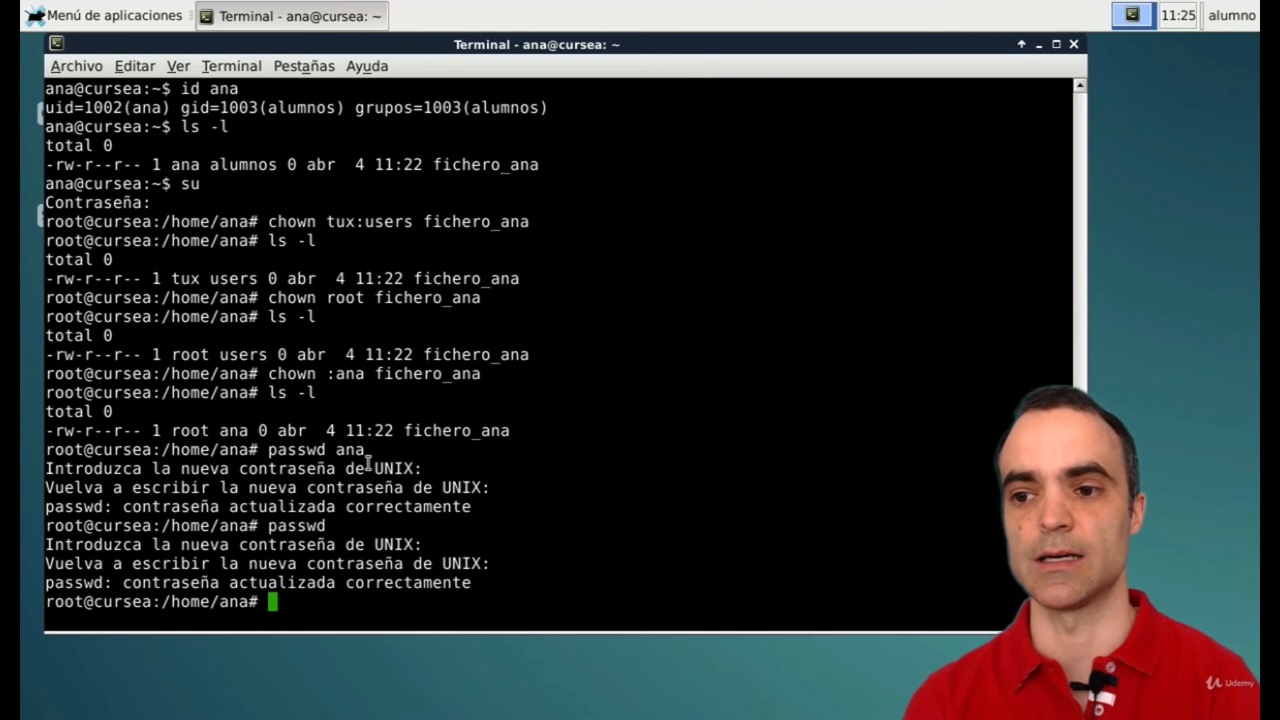 Menú de aplicaciones
Terminal - ana@cursea: ~
11:25
alumno
Terminal - ana@cursea: ~
Archivo Editar Ver Terminal Pestañas Ayuda
ana@cursea:~$ id ana
uid=1002(ana) gid=1003(alumnos) grupos=1003(alumnos)
ana@cursea:~$ ls -l
total 0
-rw-r--r-- 1 ana alumnos 0 abr  4 11:22 fichero_ana
ana@cursea:~$ su
Contraseña:
root@cursea:/home/ana# chown tux:users fichero_ana
root@cursea:/home/ana# ls -l
total 0
-rw-r--r-- 1 tux users 0 abr  4 11:22 fichero_ana
root@cursea:/home/ana# chown root fichero_ana
root@cursea:/home/ana# ls -l
total 0
-rw-r--r-- 1 root users 0 abr  4 11:22 fichero_ana
root@cursea:/home/ana# chown :ana fichero_ana
root@cursea:/home/ana# ls -l
total 0
-rw-r--r-- 1 root ana 0 abr  4 11:22 fichero_ana
root@cursea:/home/ana# passwd ana
Introduzca la nueva contraseña de UNIX:
Vuelva a escribir la nueva contraseña de UNIX:
passwd: contraseña actualizada correctamente
root@cursea:/home/ana# passwd
Introduzca la nueva contraseña de UNIX:
Vuelva a escribir la nueva contraseña de UNIX:
passwd: contraseña actualizada correctamente
root@cursea:/home/ana#
Udemy